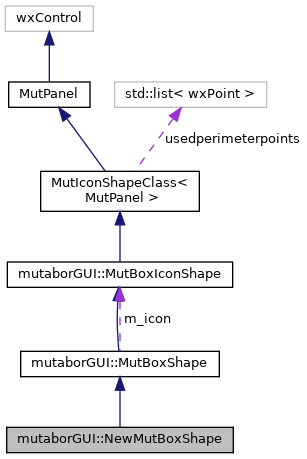 wxControl
MutPanel
std::list< wxPoint >
usedperimeterpoints
MutIconShapeClass<
MutPanel >
mutaborGUI::MutBoxIconShape
m_icon
mutaborGUI::MutBoxShape
mutaborGUI::NewMutBoxShape